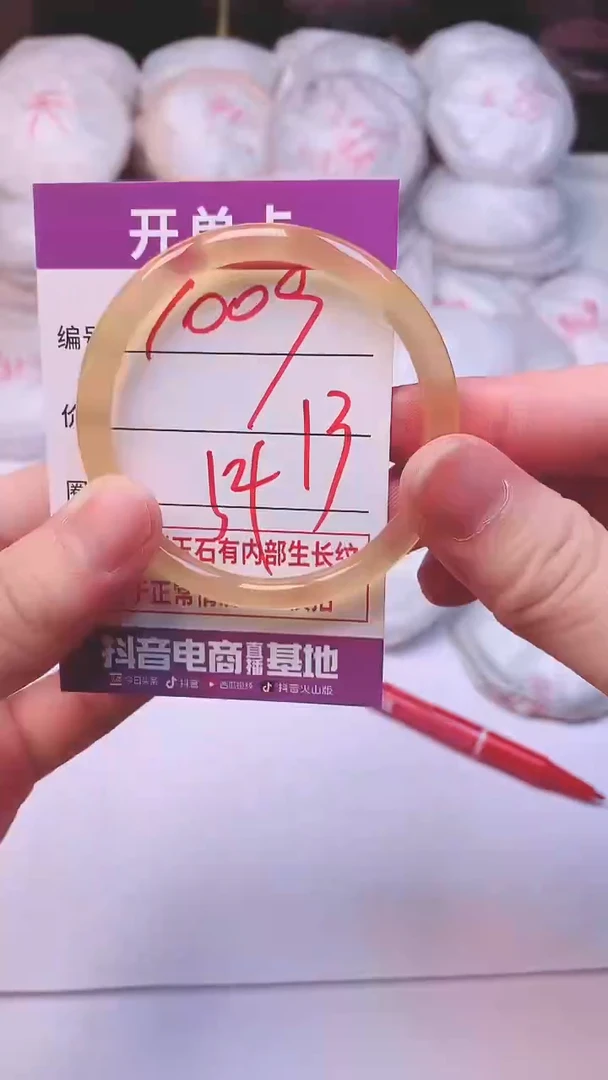 开单卡
编号 1009
价 13
圈 54
玉石有内部生长纹
于正常情
抖音电商直播基地
今日头条 抖音 西瓜视频 抖音火山版